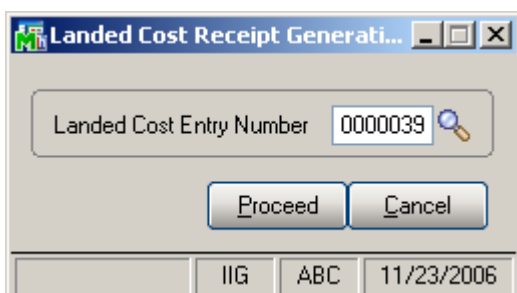 Landed Cost Receipt Generati...
Landed Cost Entry Number 0000039
Proceed Cancel
IIG ABC 11/23/2006